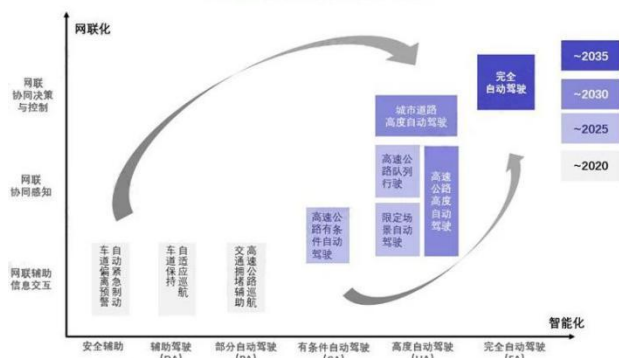 网联化
网联
协同决策
与控制
网联
协同感知
网联辅助
信息交互
自动紧急制动
车道偏离预警
自适应巡航
车道保持
高速公路巡航
交通拥堵辅助
高速公
路有条
件自动
驾驶
城市道路
高度自动驾驶
高速公
路队列
行驶
限定场
景自动
驾驶
高速公路高度自动驾驶
完全
自动驾驶
~2035
~2030
~2025
~2020
智能化
安全辅助
辅助驾驶
部分自动驾驶
有条件自动驾驶
高度自动驾驶
完全自动驾驶